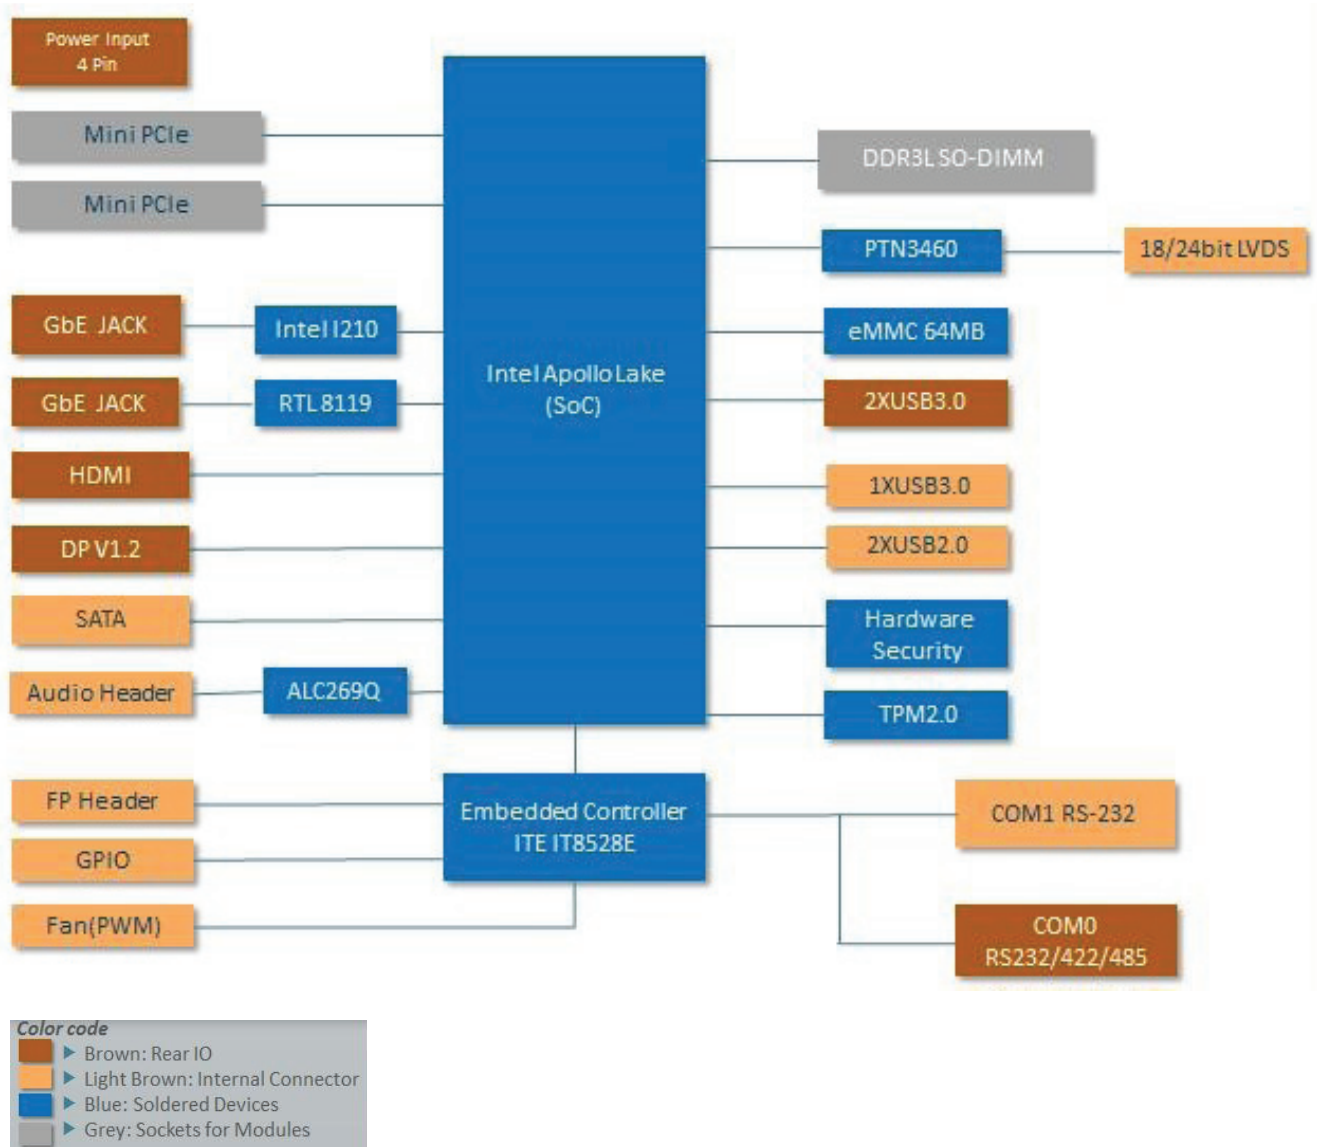 Power Input
4 Pin
Mini PCIe
Mini PCIe
GbE JACK
Intel I210
GbE JACK
RTL8119
HDMI
DP V1.2
SATA
Audio Header
ALC269Q
FP Header
GPIO
Fan(PWM)
Intel Apollo Lake
(SoC)
Embedded Controller
ITE IT8528E
DDR3L SO-DIMM
PTN3460
18/24bit LVDS
eMMC 64MB
2XUSB3.0
1XUSB3.0
2XUSB2.0
Hardware
Security
TPM2.0
COM1 RS-232
COM0
RS232/422/485
Color code
Brown: Rear IO
Light Brown: Internal Connector
Blue: Soldered Devices
Grey: Sockets for Modules